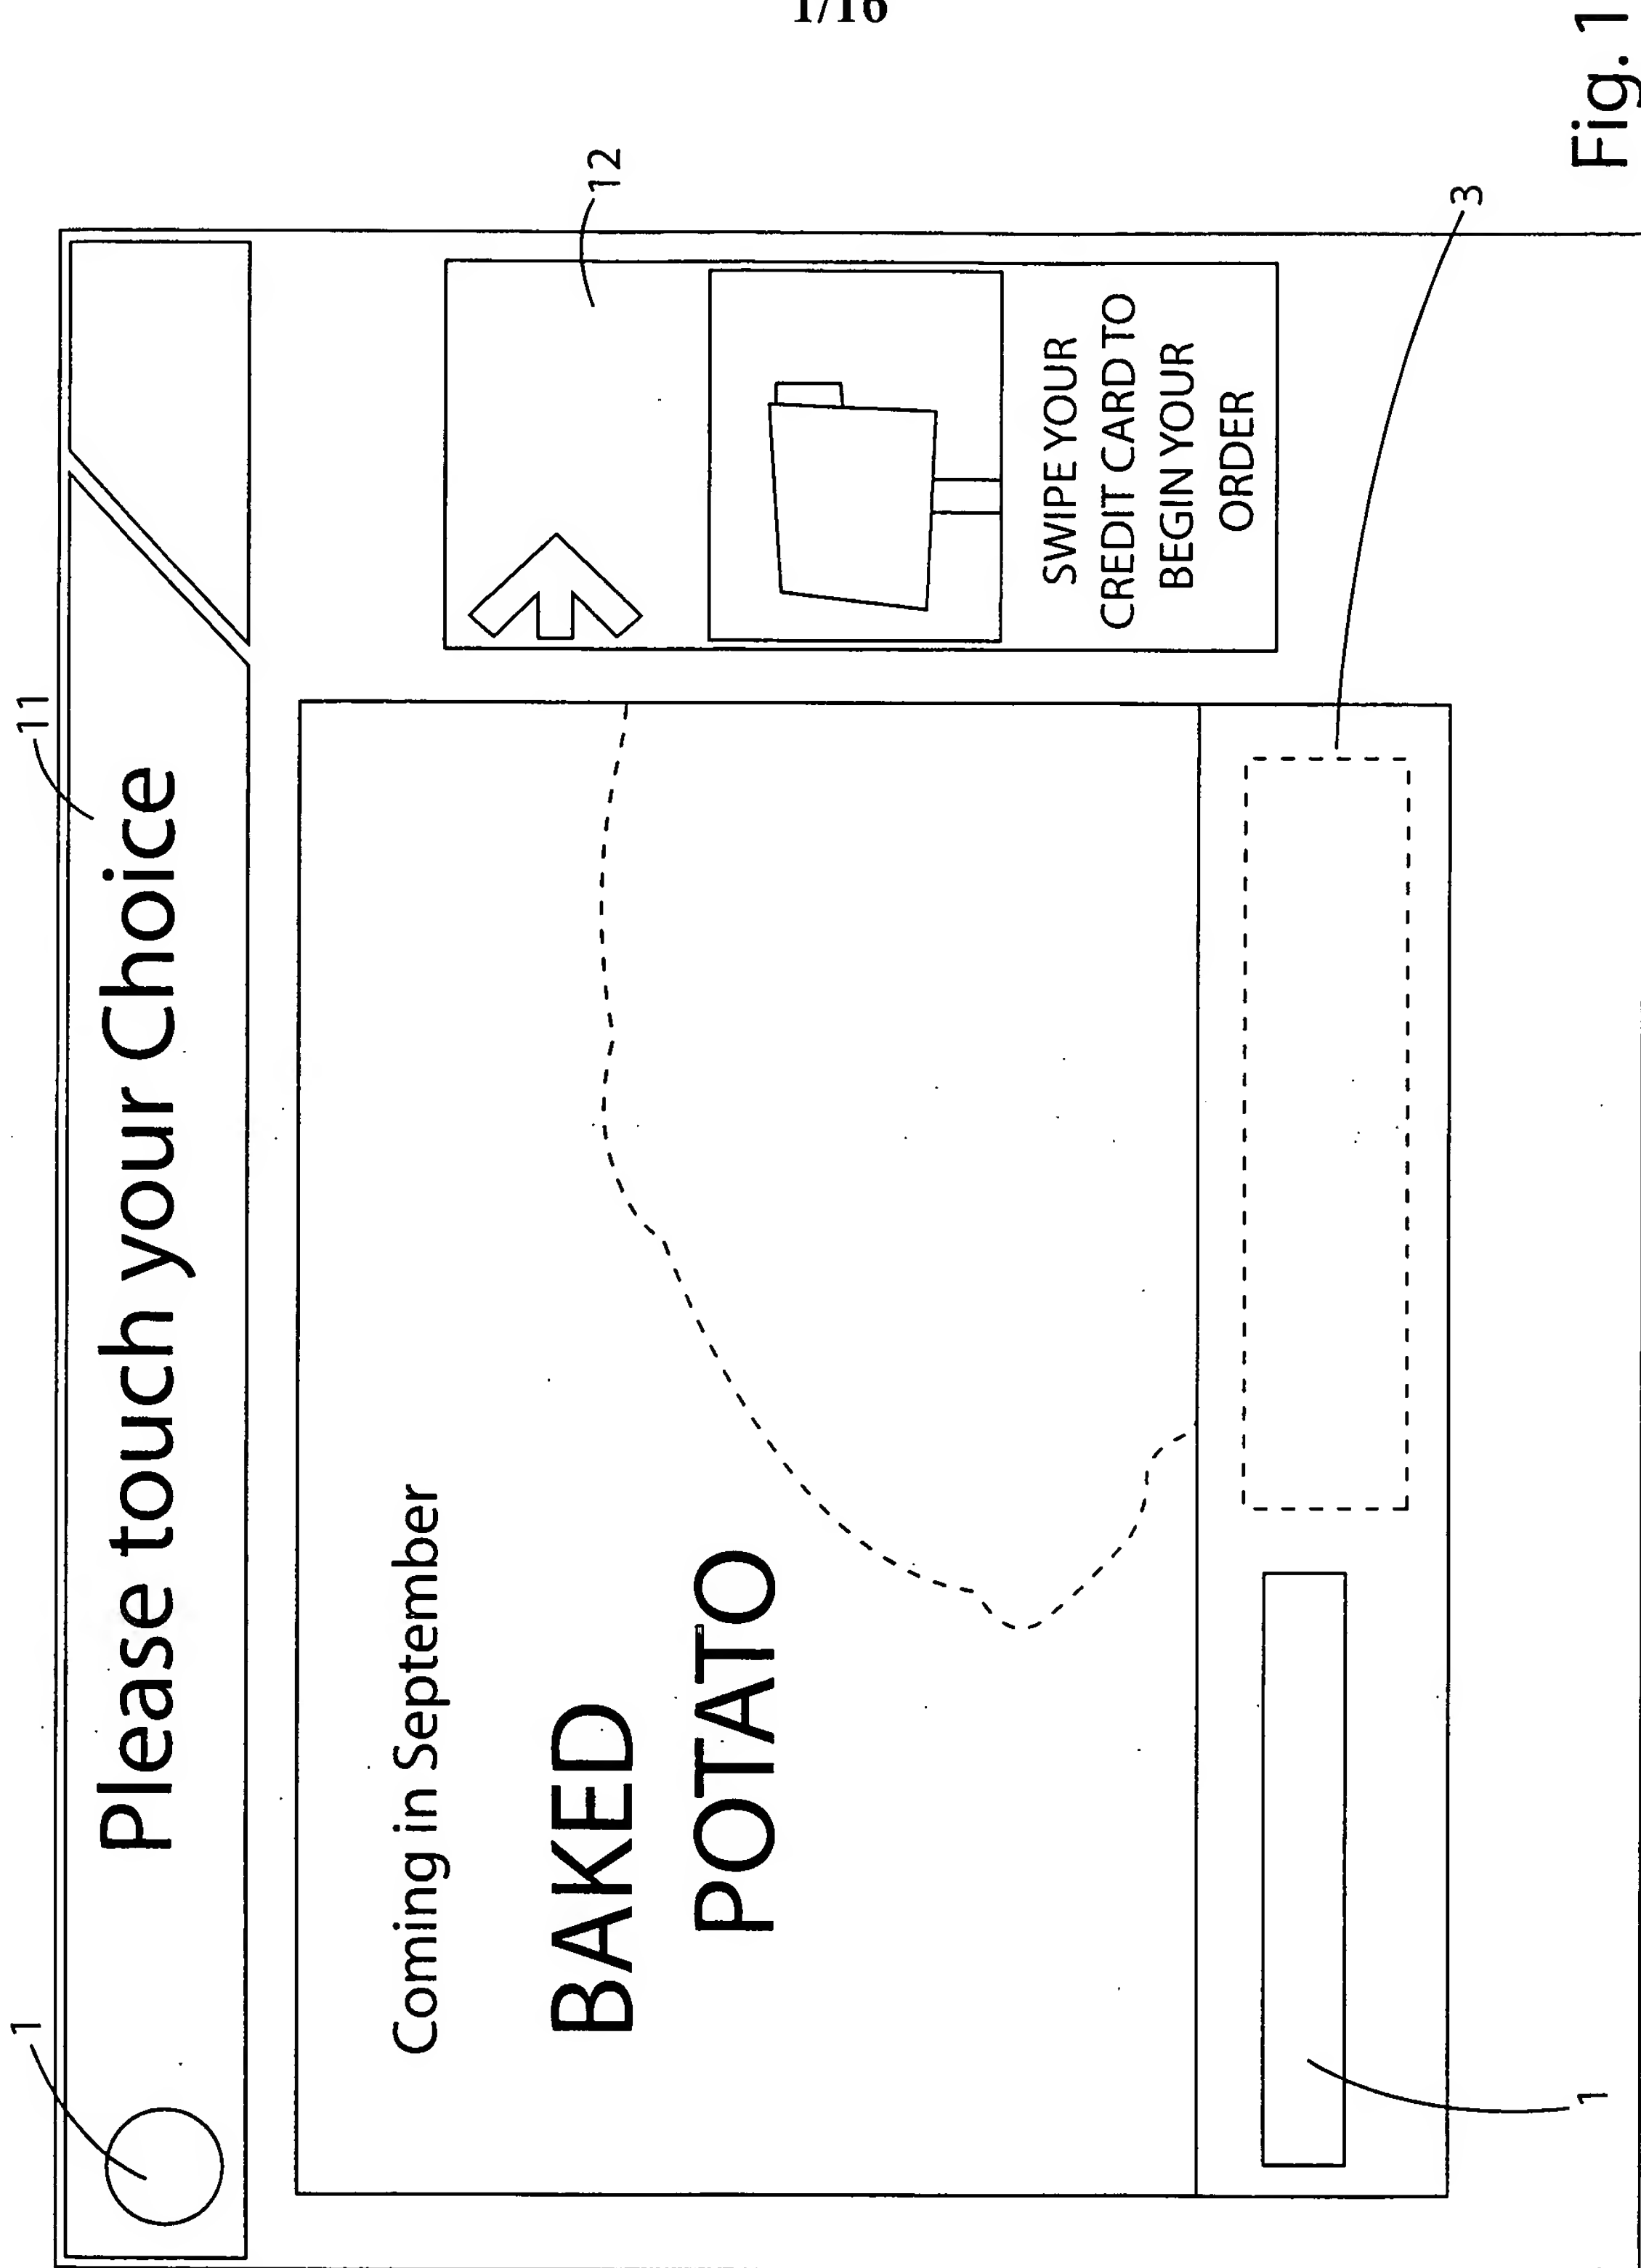 1/16
1
11
Please touch your Choice
12
Coming in September
BAKED
POTATO
SWIPE YOUR
CREDIT CARD TO
BEGIN YOUR
ORDER
3
1
Fig. 1